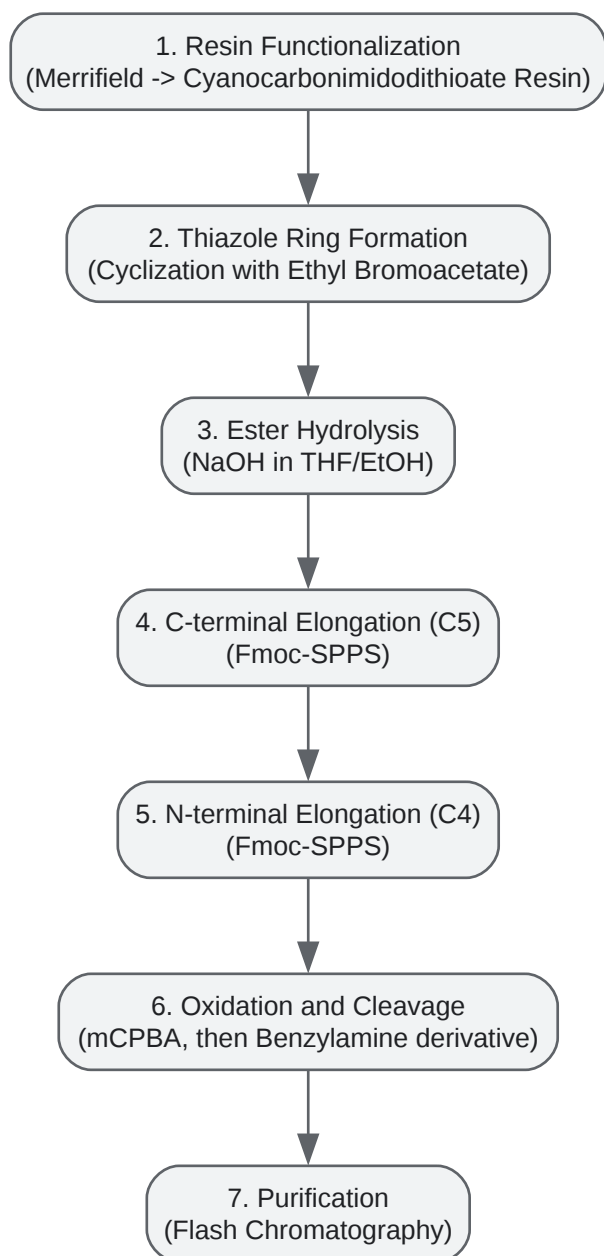 1. Resin Functionalization
(Merrifield -> Cyanocarbonimidodithioate Resin)
2. Thiazole Ring Formation
(Cyclization with Ethyl Bromoacetate)
3. Ester Hydrolysis
(NaOH in THF/EtOH)
4. C-terminal Elongation (C5)
(Fmoc-SPPS)
5. N-terminal Elongation (C4)
(Fmoc-SPPS)
6. Oxidation and Cleavage
(mCPBA, then Benzylamine derivative)
7. Purification
(Flash Chromatography)